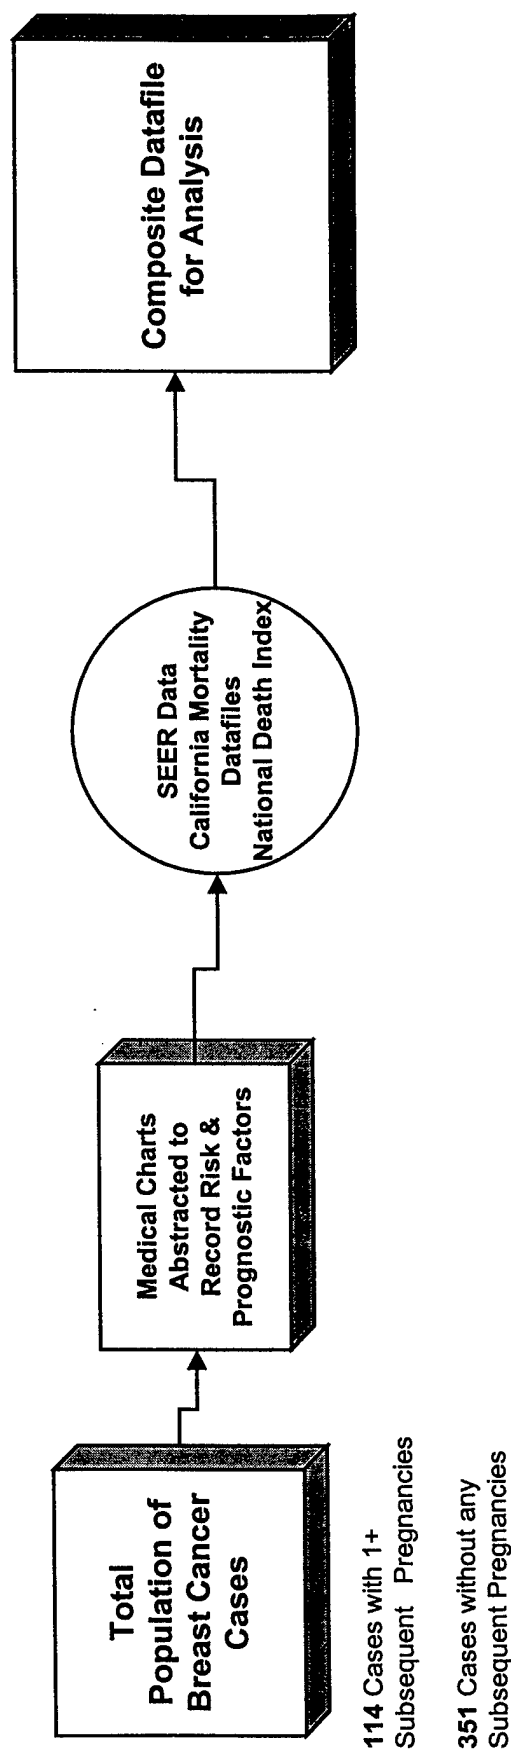 Total
Population of
Breast Cancer
Cases
114 Cases with 1+
Subsequent Pregnancies
351 Cases without any
Subsequent Pregnancies
Medical Charts
Abstracted to
Record Risk &
Prognostic Factors
SEER Data
California Mortality
Datafiles
National Death Index
Composite Datafile
for Analysis